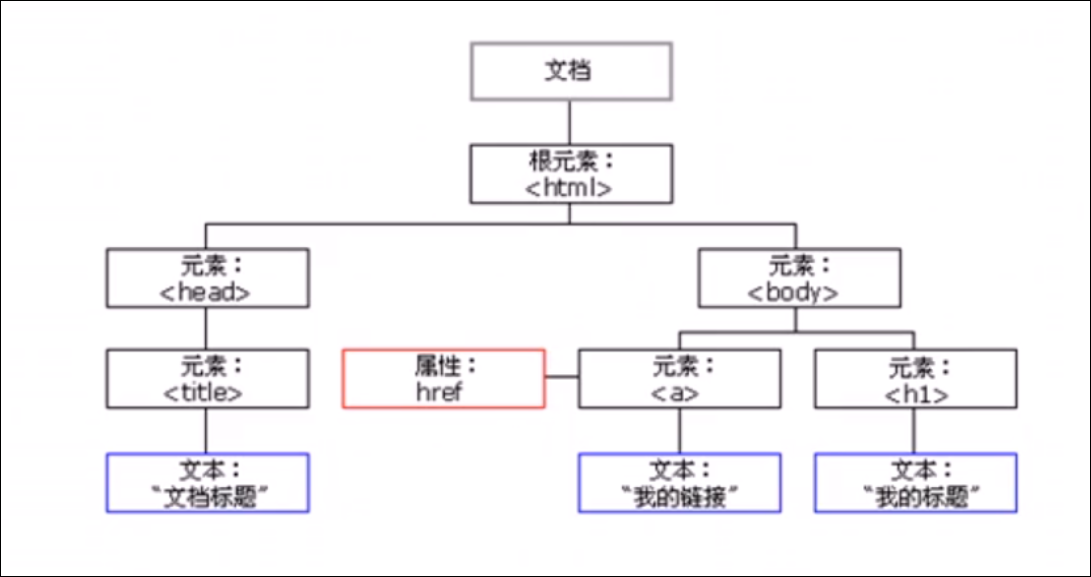 文档
根元素：
<html>
元素：
<head>
元素：
<body>
元素：
<title>
属性：
href
元素：
<a>
元素：
<h1>
文本：
“文档标题”
文本：
“我的链接”
文本：
“我的标题”